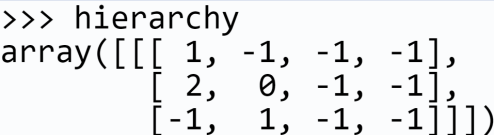 >>> hierarchy
array([[[ 1, -1, -1, -1],
        [ 2,  0, -1, -1],
        [-1,  1, -1, -1]]])